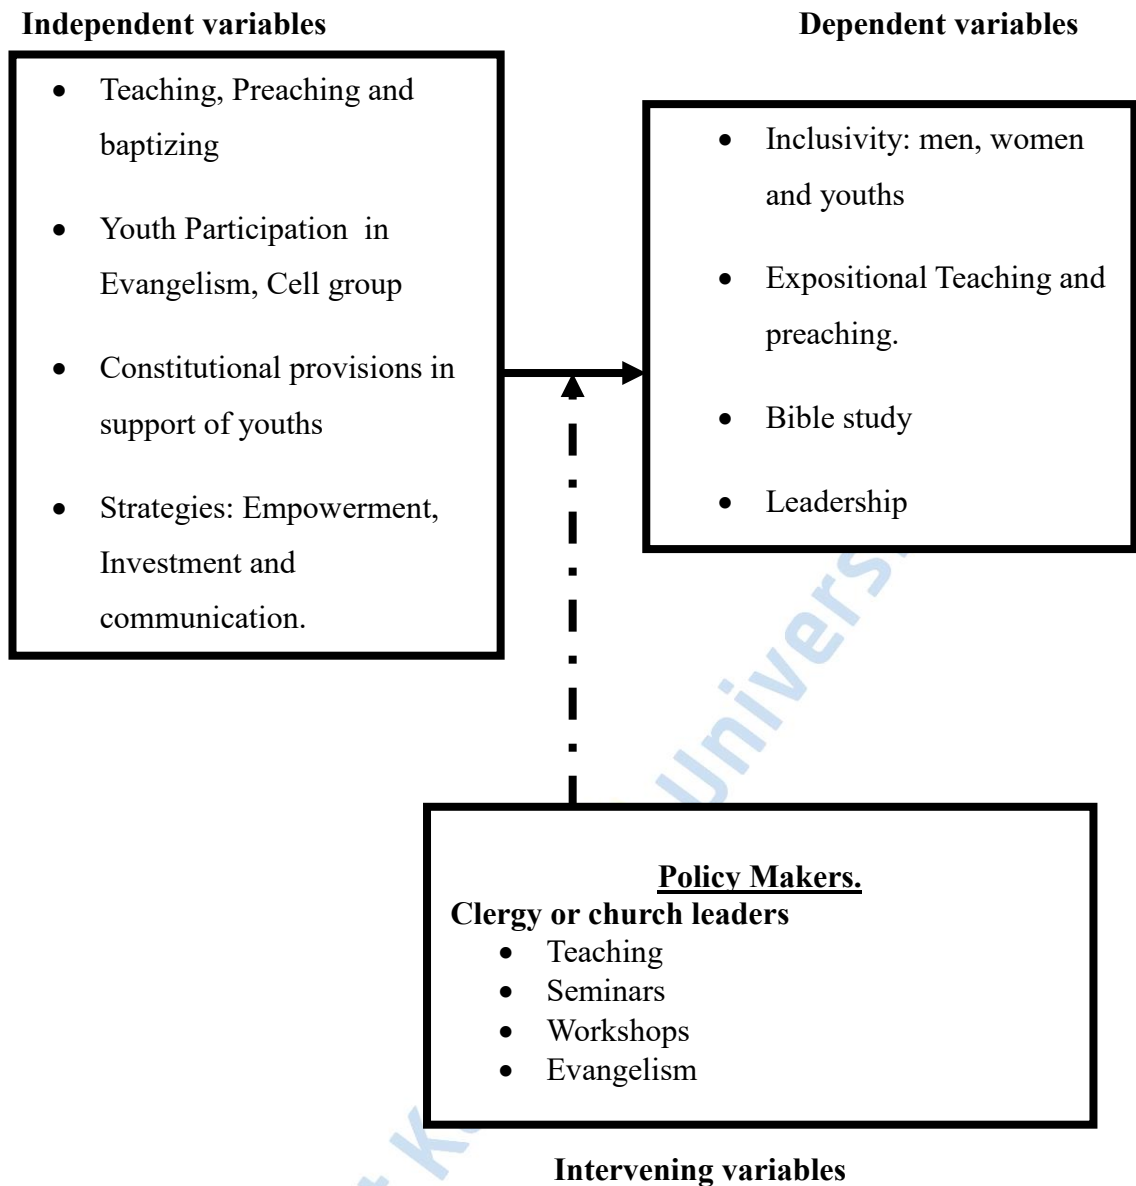 Independent variables
Dependent variables
• Teaching, Preaching and
baptizing
• Youth Participation in
Evangelism, Cell group
• Constitutional provisions in
support of youths
• Strategies: Empowerment,
Investment and
communication.
• Inclusivity: men, women
and youths
• Expositional Teaching and
preaching.
• Bible study
• Leadership
Policy Makers.
Clergy or church leaders
• Teaching
• Seminars
• Workshops
• Evangelism
Intervening variables